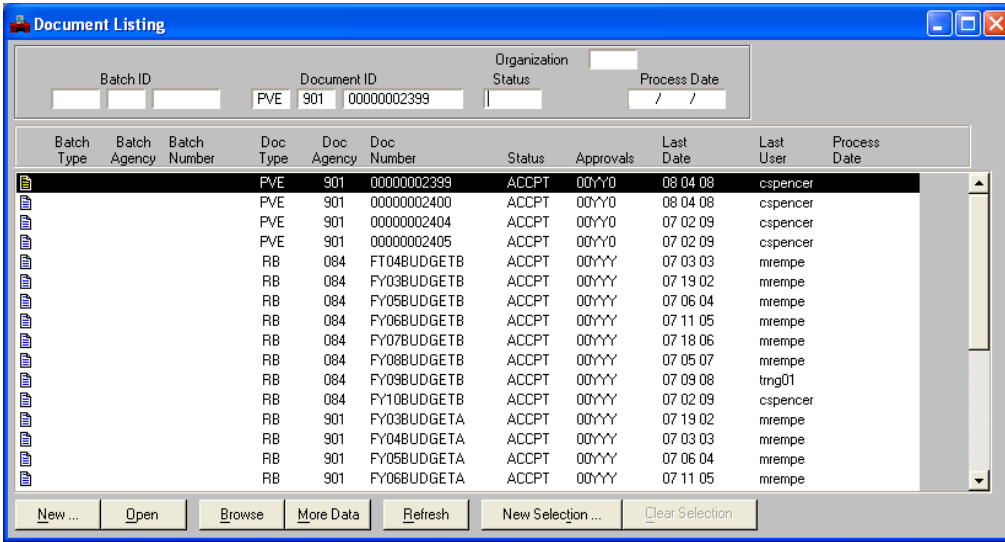 Document Listing
Organization
Batch ID Document ID Status Process Date
PVE 901 00000002399 / /
Batch Type Batch Agency Batch Number Doc Type Doc Agency Doc Number Status Approvals Last Date Last User Process Date
PVE 901 00000002399 ACCPT 00YY0 08 04 08 cspencer
PVE 901 00000002400 ACCPT 00YY0 08 04 08 cspencer
PVE 901 00000002404 ACCPT 00YY0 07 02 09 cspencer
PVE 901 00000002405 ACCPT 00YY0 07 02 09 cspencer
RB 084 FT04BUDGETB ACCPT 00YYY 07 03 03 mrempe
RB 084 FY03BUDGETB ACCPT 00YYY 07 19 02 mrempe
RB 084 FY05BUDGETB ACCPT 00YYY 07 06 04 mrempe
RB 084 FY06BUDGETB ACCPT 00YYY 07 11 05 mrempe
RB 084 FY07BUDGETB ACCPT 00YYY 07 18 06 mrempe
RB 084 FY08BUDGETB ACCPT 00YYY 07 05 07 mrempe
RB 084 FY09BUDGETB ACCPT 00YYY 07 09 08 trng01
RB 084 FY10BUDGETB ACCPT 00YYY 07 02 09 cspencer
RB 901 FY03BUDGETA ACCPT 00YYY 07 19 02 mrempe
RB 901 FY04BUDGETA ACCPT 00YYY 07 03 03 mrempe
RB 901 FY05BUDGETA ACCPT 00YYY 07 06 04 mrempe
RB 901 FY06BUDGETA ACCPT 00YYY 07 11 05 mrempe
New ... Open Browse More Data Refresh New Selection ... Clear Selection